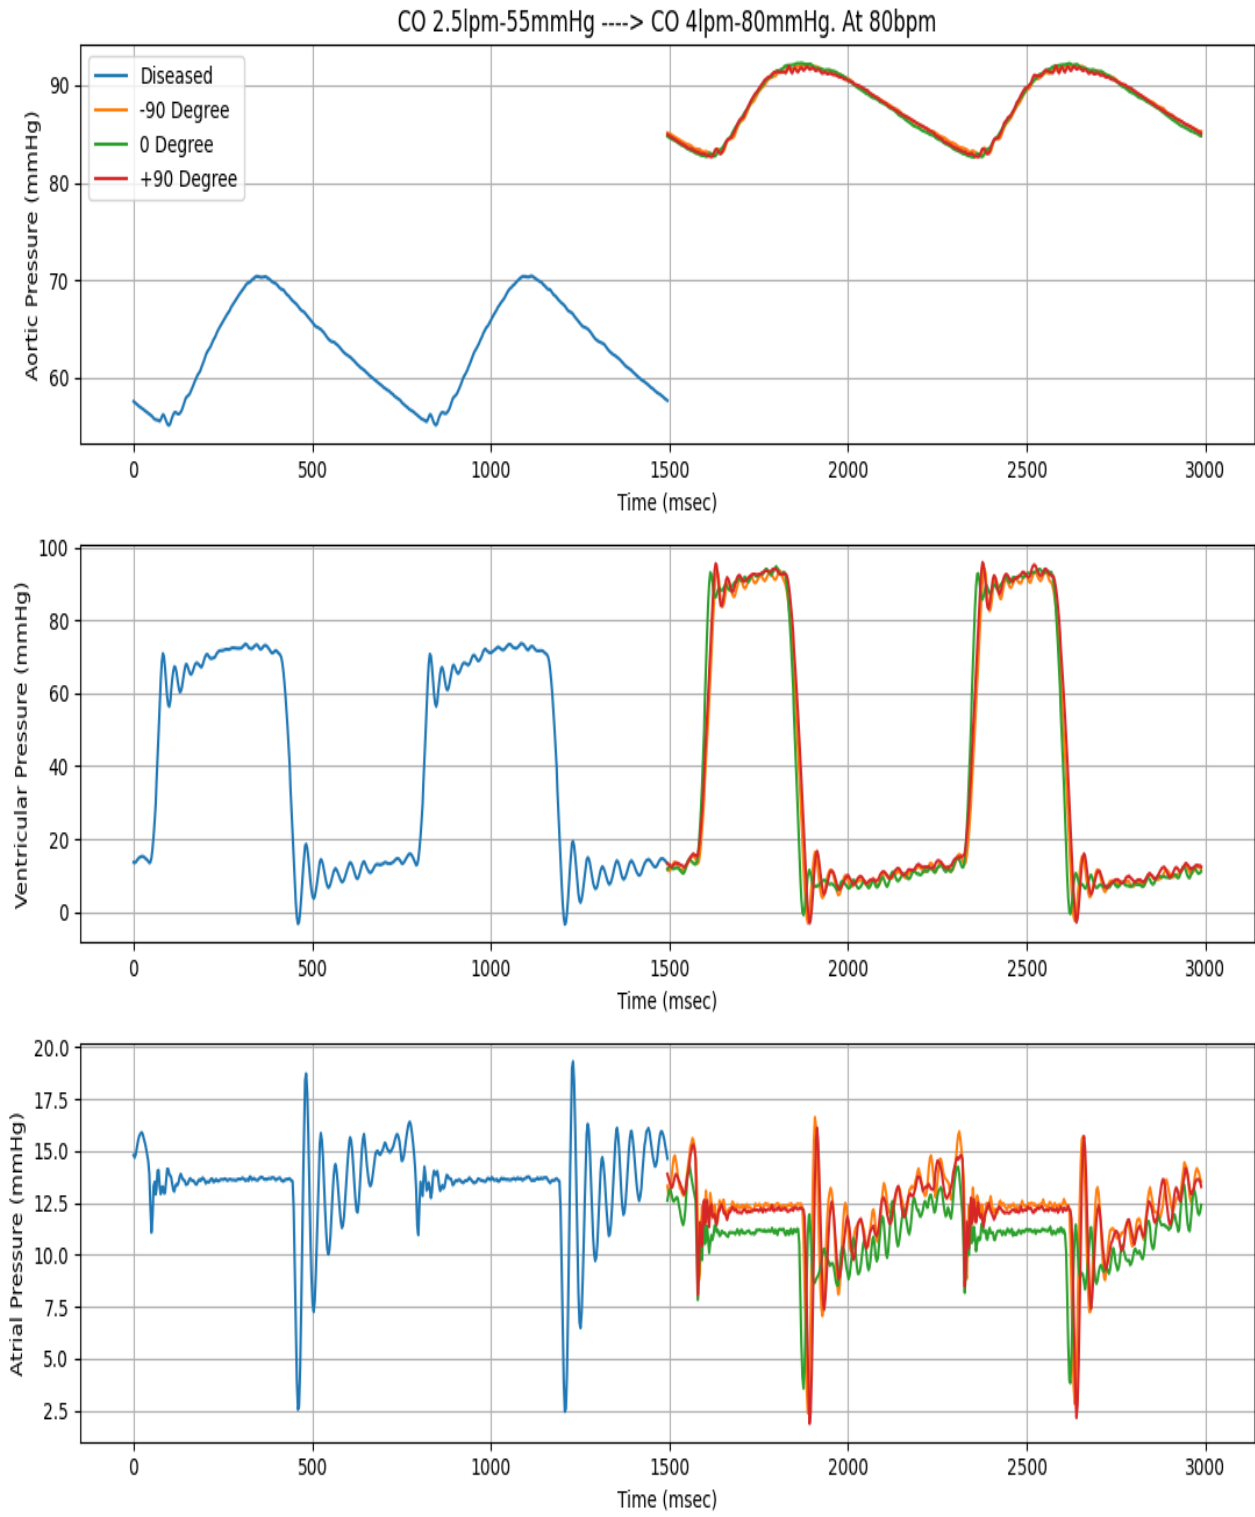 CO 2.5lpm-55mmHg ----> CO 4lpm-80mmHg. At 80bpm
Diseased
-90 Degree
0 Degree
+90 Degree
Aortic Pressure (mmHg)
90
80
70
60
0 500 1000 1500 2000 2500 3000
Time (msec)
Ventricular Pressure (mmHg)
100
80
60
40
20
0
0 500 1000 1500 2000 2500 3000
Time (msec)
Atrial Pressure (mmHg)
20.0
17.5
15.0
12.5
10.0
7.5
5.0
2.5
0 500 1000 1500 2000 2500 3000
Time (msec)